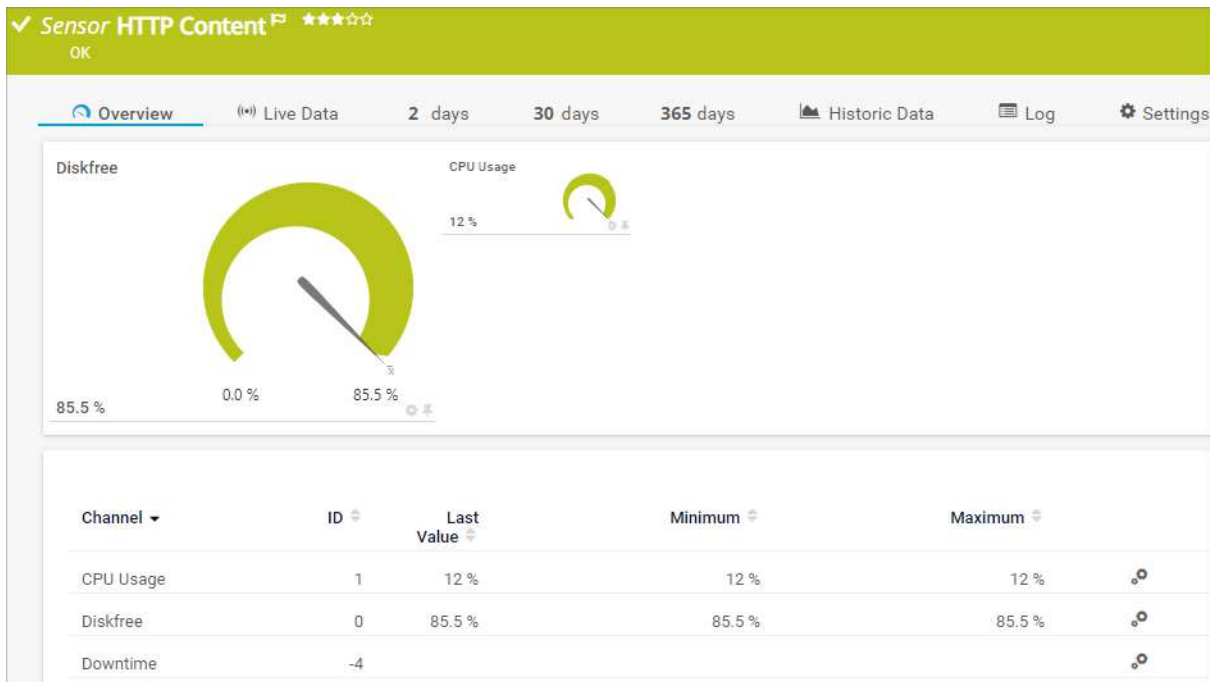 Sensor HTTP Content
OK
Overview Live Data 2 days 30 days 365 days Historic Data Log Settings
Diskfree
CPU Usage
12 %
x
0.0 % 85.5 %
85.5 %
Channel ID Last Value Minimum Maximum
CPU Usage 1 12 % 12 % 12 %
Diskfree 0 85.5 % 85.5 % 85.5 %
Downtime -4